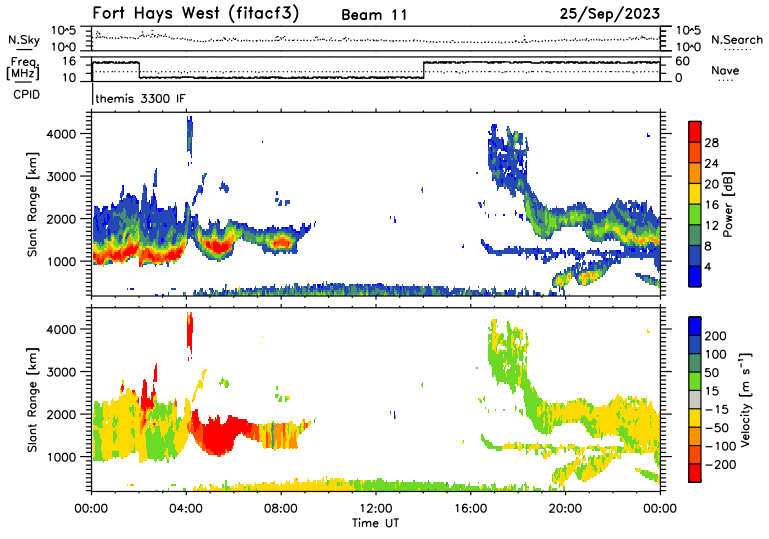 Fort Hays West (fitacf3) Beam 11 25/Sep/2023
N.Sky 10^5 10^0 10^5 10^0 N.Search
Freq. [MHz] 16 10 60 0 Nave
CPID themis 3300 IF
Slant Range [km] 4000 3000 2000 1000
Power [dB] 28 24 20 16 12 8 4
Slant Range [km] 4000 3000 2000 1000
Velocity [m s⁻¹] 200 100 50 15 −15 −50 −100 −200
00:00 04:00 08:00 12:00 16:00 20:00 00:00
Time UT